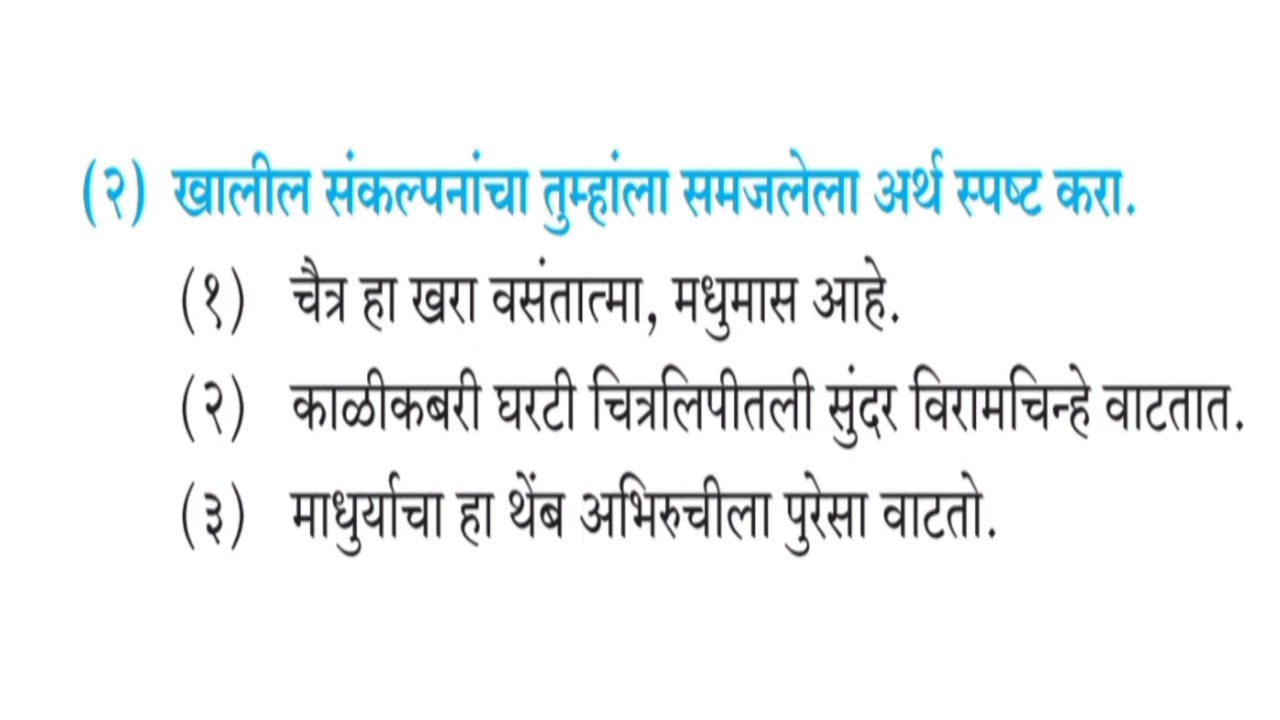 (२) खालील संकल्पनांचा तुम्हांला समजलेला अर्थ स्पष्ट करा.
(१) चैत्र हा खरा वसंतात्मा, मधुमास आहे.
(२) काळीकबरी घरटी चित्रलिपीतली सुंदर विरामचिन्हे वाटतात.
(३) माधुर्याचा हा थेंब अभिरुचीला पुरेसा वाटतो.